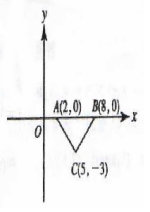 y
A(2, 0) B(8, 0)
O x
C(5, −3)